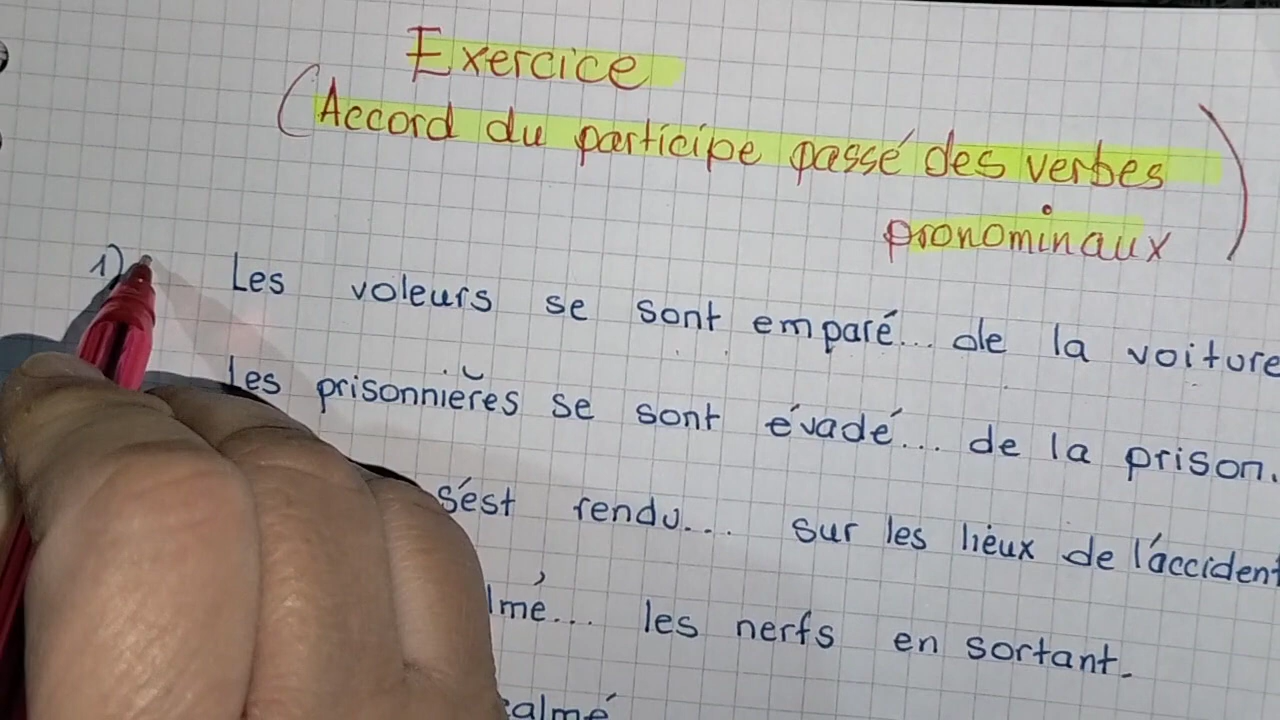 Exercice
(Accord du participe passé des verbes
pronominaux)
1) Les voleurs se sont emparé... de la voiture
Les prisonnières se sont évadé... de la prison.
s'est rendu... sur les lieux de l'accident
les nerfs en sortant.
calmé